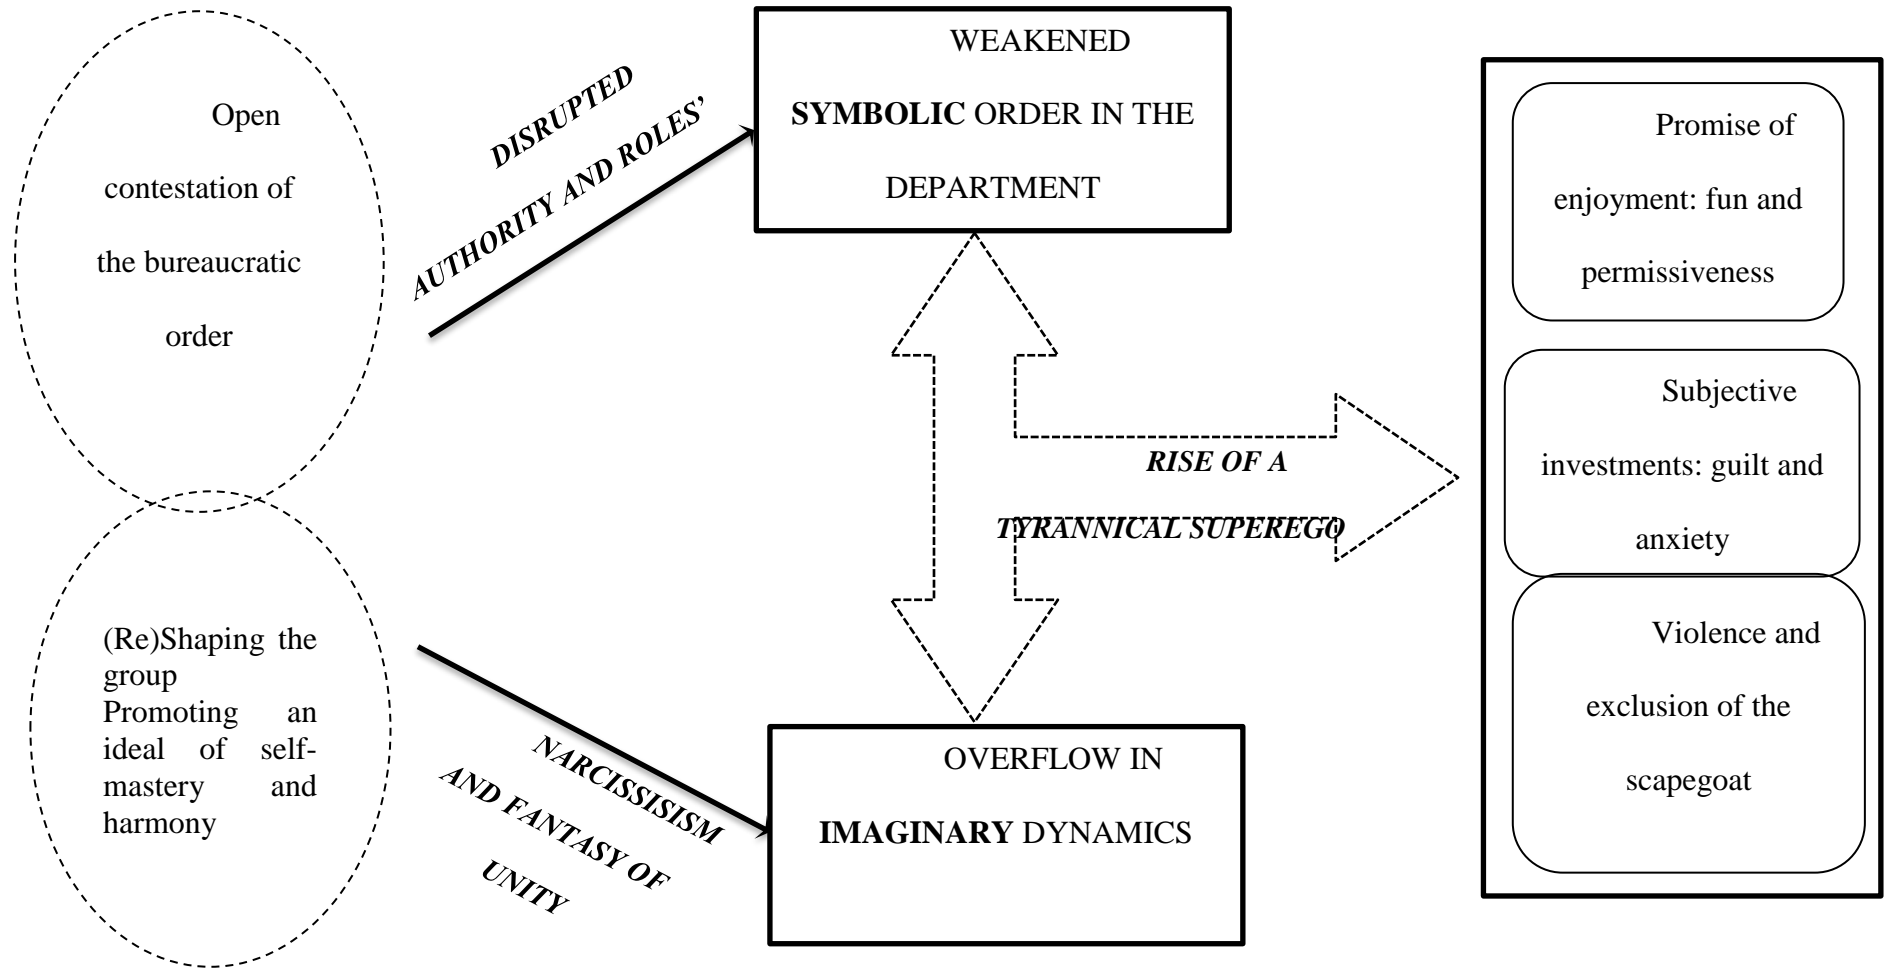 Open
contestation of
the bureaucratic
order
DISRUPTED
AUTHORITY AND ROLES’
WEAKENED
SYMBOLIC ORDER IN THE
DEPARTMENT
(Re)Shaping the
group
Promoting an
ideal of self-
mastery and
harmony
NARCISSISISM
AND FANTASY OF
UNITY
OVERFLOW IN
IMAGINARY DYNAMICS
RISE OF A
TYRANNICAL SUPEREGO
Promise of
enjoyment: fun and
permissiveness
Subjective
investments: guilt and
anxiety
Violence and
exclusion of the
scapegoat